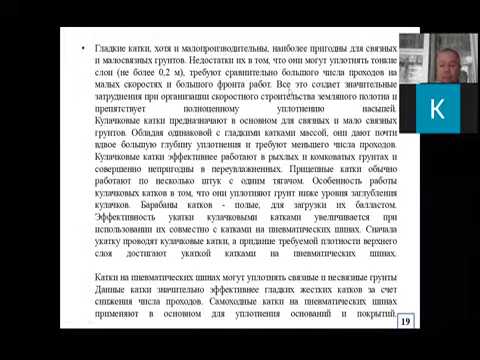 • Гладкие катки, хотя и малопроизводительны, наиболее пригодны для связных
и малосвязных грунтов. Недостатки их в том, что они могут уплотнять тонкие
слои (не более 0,2 м), требуют сравнительно большого числа проходов на
малых скоростях и большого фронта работ. Все это создает значительные
затруднения при организации скоростного строительства земляного полотна и
препятствует полноценному уплотнению насыпей.
Кулачковые катки предназначают в основном для связных и мало связных
грунтов. Обладая одинаковой с гладкими катками массой, они дают почти
вдвое большую глубину уплотнения и требуют меньшего числа проходов.
Кулачковые катки эффективнее работают в рыхлых и комковатых грунтах и
совершенно непригодны в переувлажненных. Прицепные катки обычно
работают по несколько штук с одним тягачом. Особенность работы
кулачковых катков в том, что они уплотняют грунт ниже уровня заглубления
кулачков. Барабаны катков - полые, для загрузки их балластом.
Эффективность укатки кулачковыми катками увеличивается при
использовании их совместно с катками на пневматических шинах. Сначала
укатку проводят кулачковые катки, а придание требуемой плотности верхнего
слоя достигают укаткой катками на пневматических шинах.
Катки на пневматических шинах могут уплотнять связные и несвязные грунты
Данные катки значительно эффективнее гладких жестких катков за счет
снижения числа проходов. Самоходные катки на пневматических шинах
применяют в основном для уплотнения оснований и покрытий.
19
К